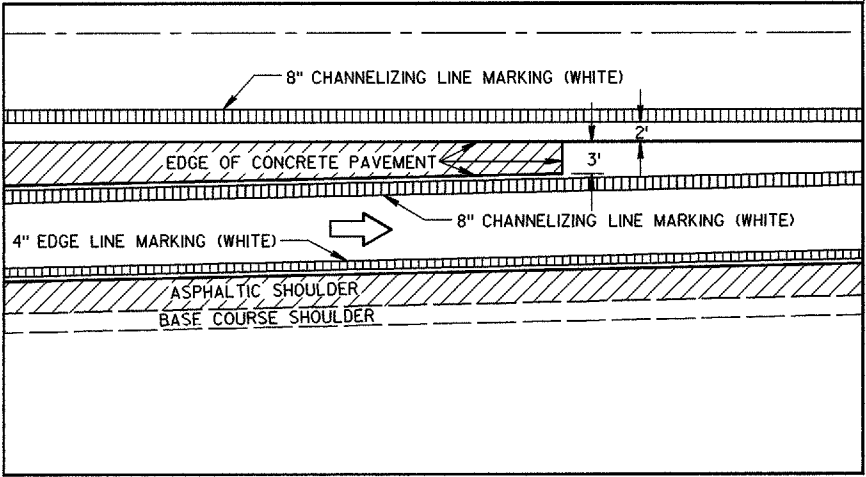 8" CHANNELIZING LINE MARKING (WHITE)
2'
EDGE OF CONCRETE PAVEMENT
3'
8" CHANNELIZING LINE MARKING (WHITE)
4" EDGE LINE MARKING (WHITE)
ASPHALTIC SHOULDER
BASE COURSE SHOULDER